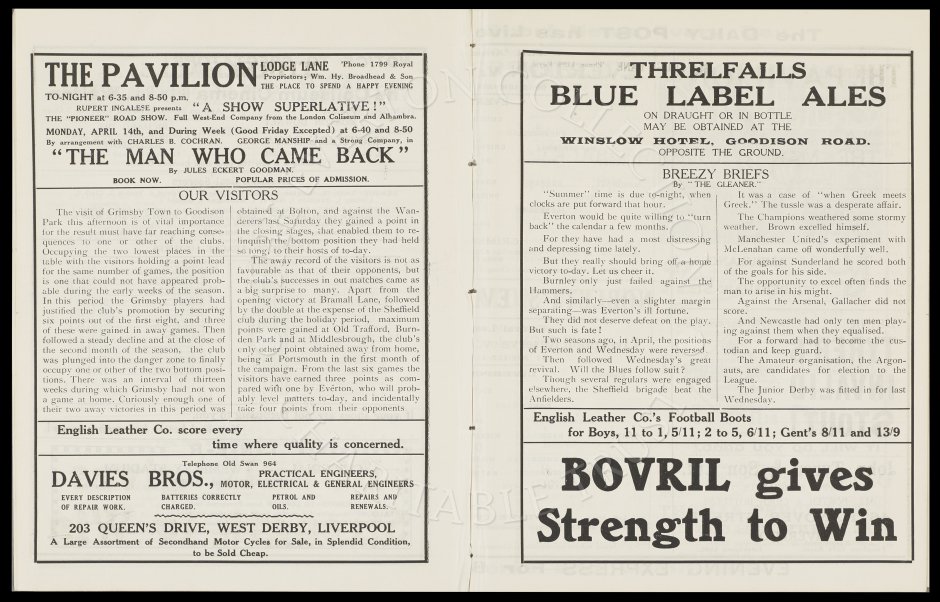 THE PAVILION
LODGE LANE 'Phone 1799 Royal
Proprietors; Wm. Hy. Broadhead & Son
THE PLACE TO SPEND A HAPPY EVENING
TO-NIGHT at 6-35 and 8-50 p.m.
RUPERT INGALESE presents "A SHOW SUPERLATIVE!"
THE "PIONEER" ROAD SHOW. Full West-End Company from the London Coliseum and Alhambra.
MONDAY, APRIL 14th, and During Week (Good Friday Excepted) at 6-40 and 8-50
By arrangement with CHARLES B. COCHRAN. GEORGE MANSHIP and a Strong Company, in
"THE MAN WHO CAME BACK"
By JULES ECKERT GOODMAN.
BOOK NOW. POPULAR PRICES OF ADMISSION.
OUR VISITORS
The visit of Grimsby Town to Goodison
Park this afternoon is of vital importance
for the result must have far reaching conse-
quences to one or other of the clubs.
Occupying the two lowest places in the
table with the visitors holding a point lead
for the same number of games, the position
is one that could not have appeared prob-
able during the early weeks of the season.
In this period the Grimsby players had
justified the club's promotion by securing
six points out of the first eight, and three
of these were gained in away games. Then
followed a steady decline and at the close of
the second month of the season, the club
was plunged into the danger zone to finally
occupy one or other of the two bottom posi-
tions. There was an interval of thirteen
weeks during which Grimsby had not won
a game at home. Curiously enough one of
their two away victories in this period was
obtained at Bolton, and against the Wan-
derers last Saturday they gained a point in
the closing stages, that enabled them to re-
linquish the bottom position they had held
so long, to their hosts of to-day.
The away record of the visitors is not as
favourable as that of their opponents, but
the club's successes in out matches came as
a big surprise to many. Apart from the
opening victory at Bramall Lane, followed
by the double at the expense of the Sheffield
club during the holiday period, maximum
points were gained at Old Trafford, Burn-
den Park and at Middlesbrough, the club's
only other point obtained away from home,
being at Portsmouth in the first month of
the campaign. From the last six games the
visitors have earned three points as com-
pared with one by Everton, who will prob-
ably level matters to-day, and incidentally
take four points from their opponents
English Leather Co. score every
time where quality is concerned.
Telephone Old Swan 964
DAVIES BROS., PRACTICAL ENGINEERS,
MOTOR, ELECTRICAL & GENERAL ENGINEERS
EVERY DESCRIPTION BATTERIES CORRECTLY PETROL AND REPAIRS AND
OF REPAIR WORK. CHARGED. OILS. RENEWALS.
203 QUEEN'S DRIVE, WEST DERBY, LIVERPOOL
A Large Assortment of Secondhand Motor Cycles for Sale, in Splendid Condition,
to be Sold Cheap.
THRELFALLS
BLUE LABEL ALES
ON DRAUGHT OR IN BOTTLE
MAY BE OBTAINED AT THE
WINSLOW HOTEL, GOODISON ROAD.
OPPOSITE THE GROUND.
BREEZY BRIEFS
By "THE GLEANER."
"Summer" time is due to-night, when
clocks are put forward that hour.
Everton would be quite willing to "turn
back" the calendar a few months.
For they have had a most distressing
and depressing time lately.
But they really should bring off a home
victory to-day. Let us cheer it.
Burnley only just failed against the
Hammers.
And similarly—even a slighter margin
separating—was Everton's ill fortune.
They did not deserve defeat on the play.
But such is fate!
Two seasons ago, in April, the positions
of Everton and Wednesday were reversed.
Then followed Wednesday's great
revival. Will the Blues follow suit?
Though several regulars were engaged
elsewhere, the Sheffield brigade beat the
Anfielders.
It was a case of "when Greek meets
Greek." The tussle was a desperate affair.
The Champions weathered some stormy
weather. Brown excelled himself.
Manchester United's experiment with
McLenahan came off wonderfully well.
For against Sunderland he scored both
of the goals for his side.
The opportunity to excel often finds the
man to arise in his might.
Against the Arsenal, Gallacher did not
score.
And Newcastle had only ten men play-
ing against them when they equalised.
For a forward had to become the cus-
todian and keep guard.
The Amateur organisation, the Argon-
auts, are candidates for election to the
League.
The Junior Derby was fitted in for last
Wednesday.
English Leather Co.'s Football Boots
for Boys, 11 to 1, 5/11; 2 to 5, 6/11; Gent's 8/11 and 13/9
BOVRIL gives
Strength to Win